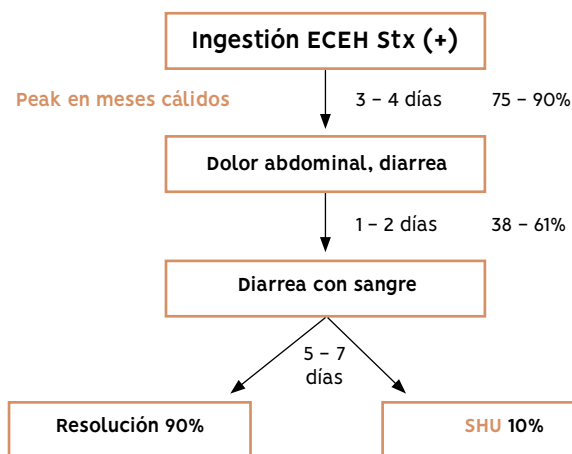 Ingestión ECEH Stx (+)
Peak en meses cálidos
3 – 4 días
75 – 90%
Dolor abdominal, diarrea
1 – 2 días
38 – 61%
Diarrea con sangre
5 – 7
días
Resolución 90%
SHU 10%